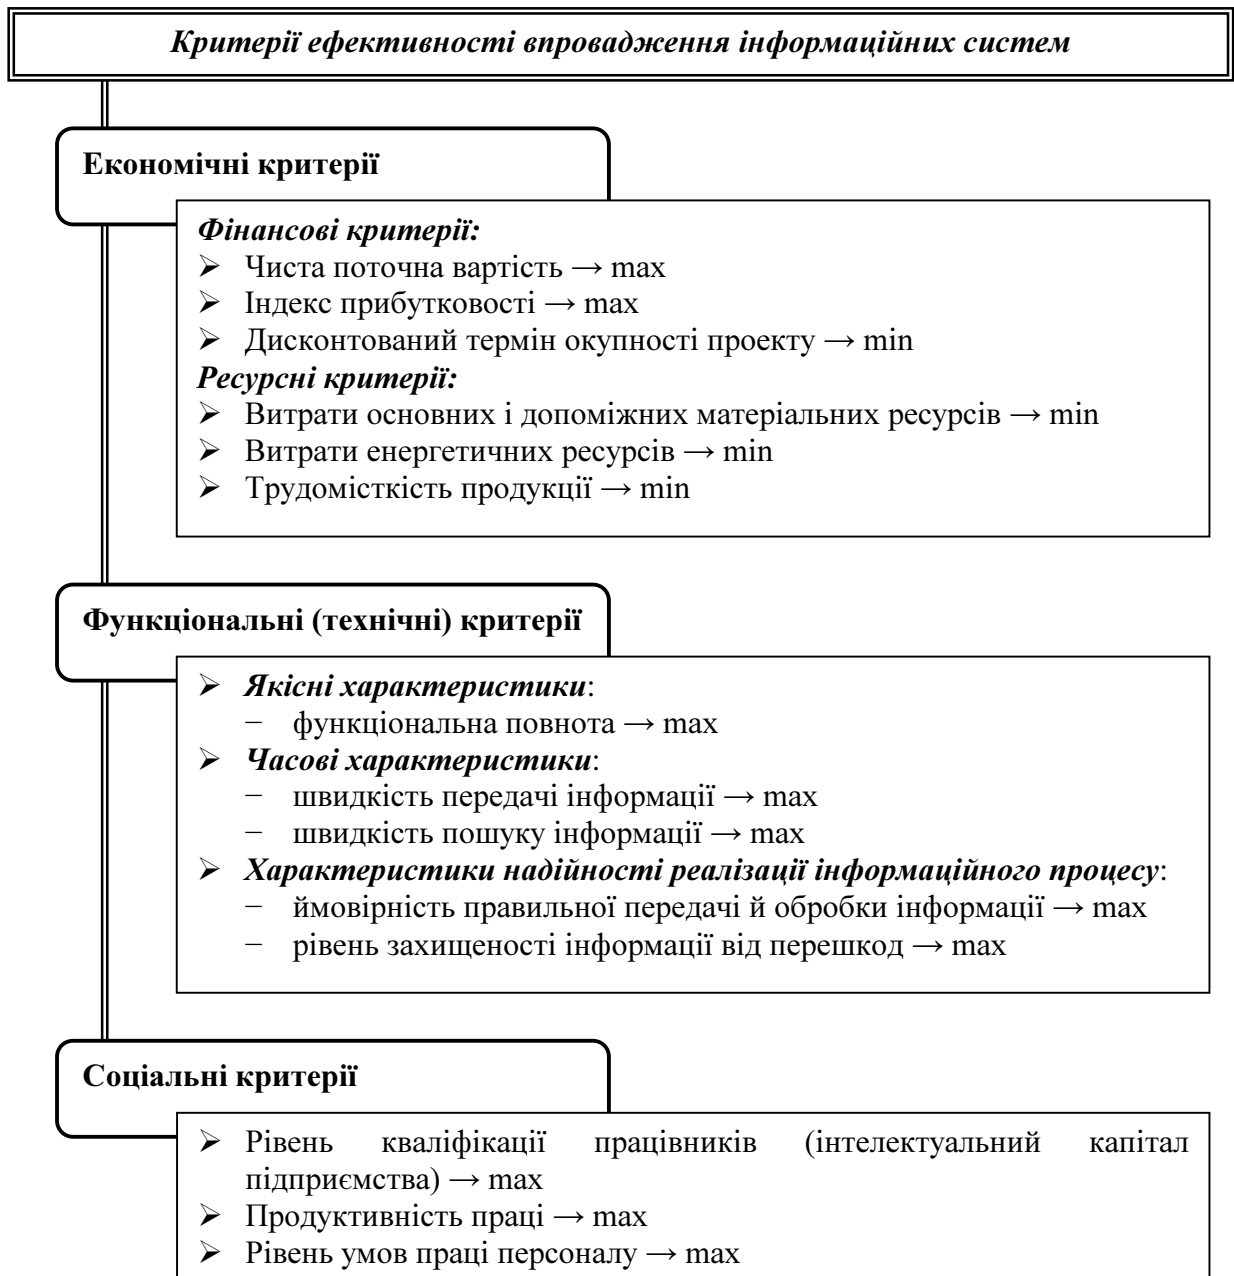 Критерії ефективності впровадження інформаційних систем
Економічні критерії
Фінансові критерії:
➢ Чиста поточна вартість → max
➢ Індекс прибутковості → max
➢ Дисконтований термін окупності проекту → min
Ресурсні критерії:
➢ Витрати основних і допоміжних матеріальних ресурсів → min
➢ Витрати енергетичних ресурсів → min
➢ Трудомісткість продукції → min
Функціональні (технічні) критерії
➢ Якісні характеристики:
− функціональна повнота → max
➢ Часові характеристики:
− швидкість передачі інформації → max
− швидкість пошуку інформації → max
➢ Характеристики надійності реалізації інформаційного процесу:
− ймовірність правильної передачі й обробки інформації → max
− рівень захищеності інформації від перешкод → max
Соціальні критерії
➢ Рівень кваліфікації працівників (інтелектуальний капітал
підприємства) → max
➢ Продуктивність праці → max
➢ Рівень умов праці персоналу → max